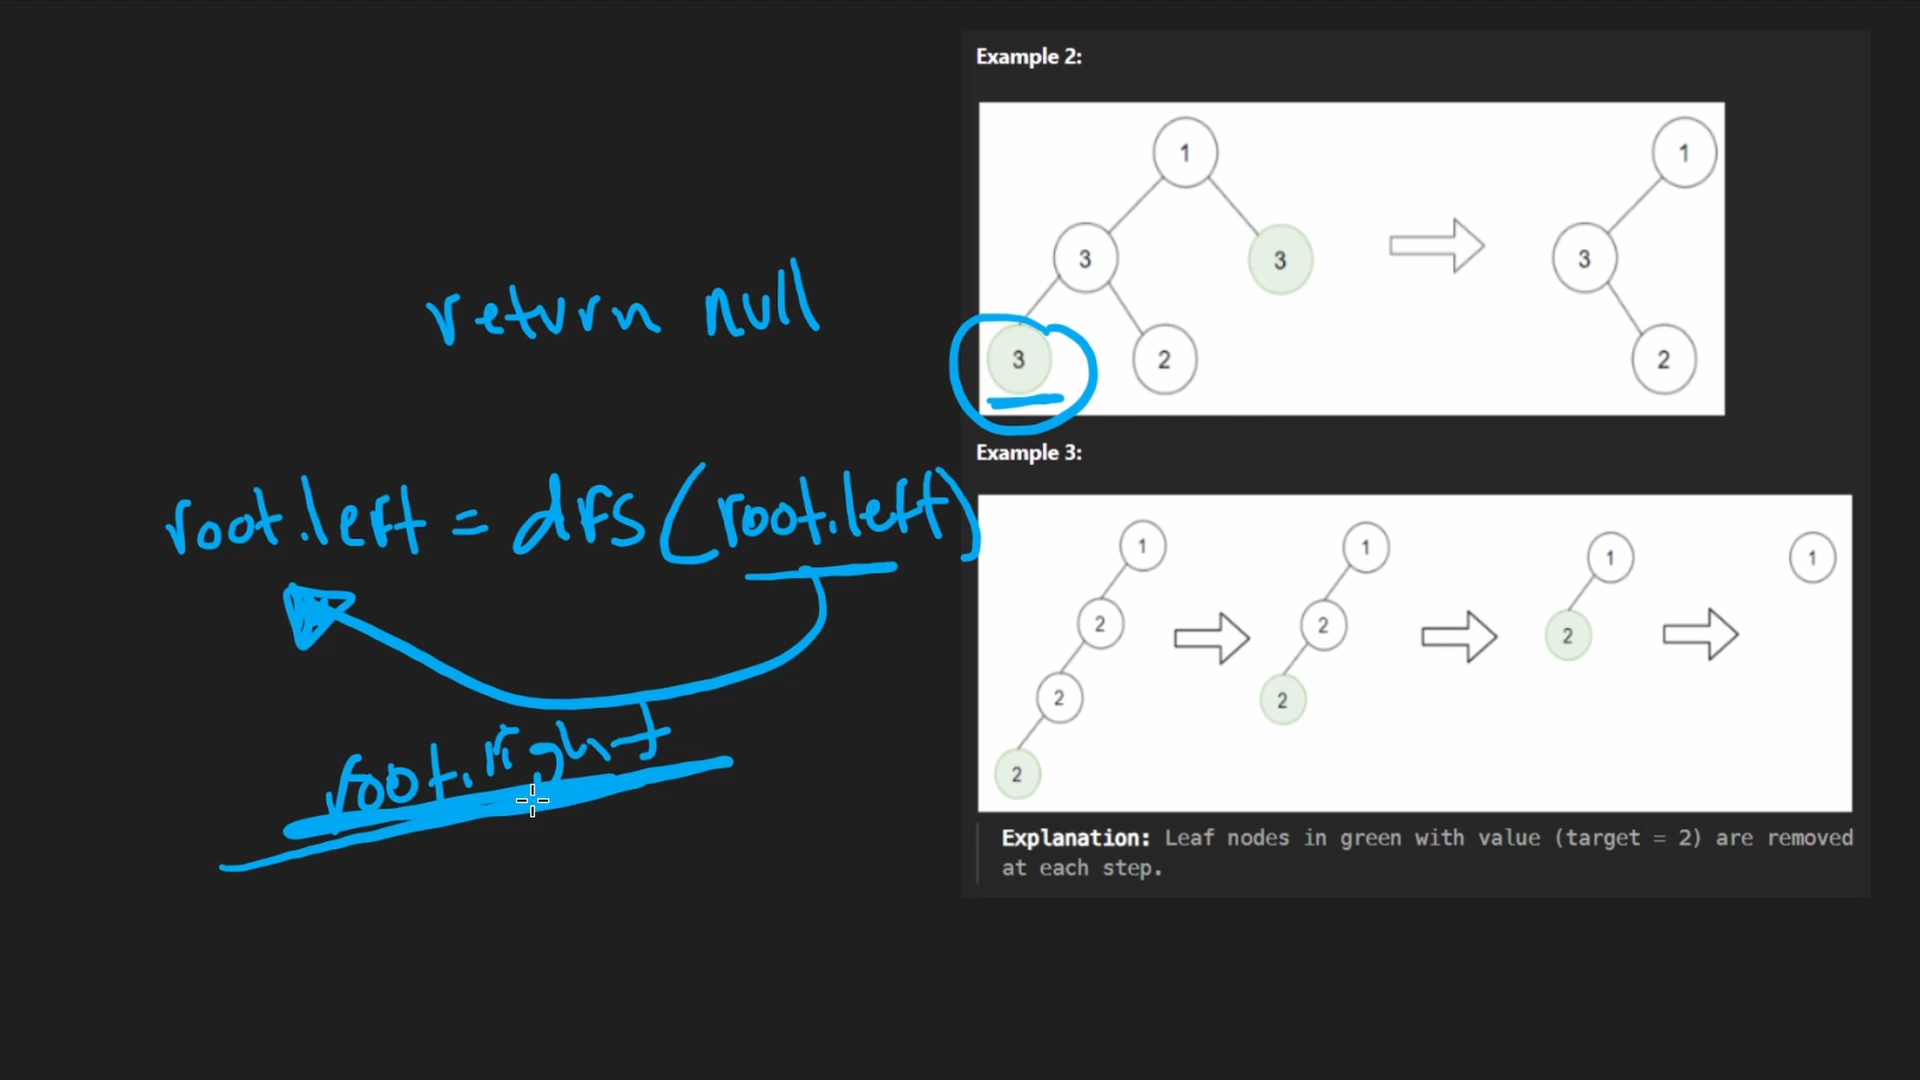 return null
root.left = dfs(root.left)
root.right
Example 2:
1
3
3
3
2
1
3
2
Example 3:
1
2
2
2
1
2
2
1
2
1
Explanation: Leaf nodes in green with value (target = 2) are removed
at each step.